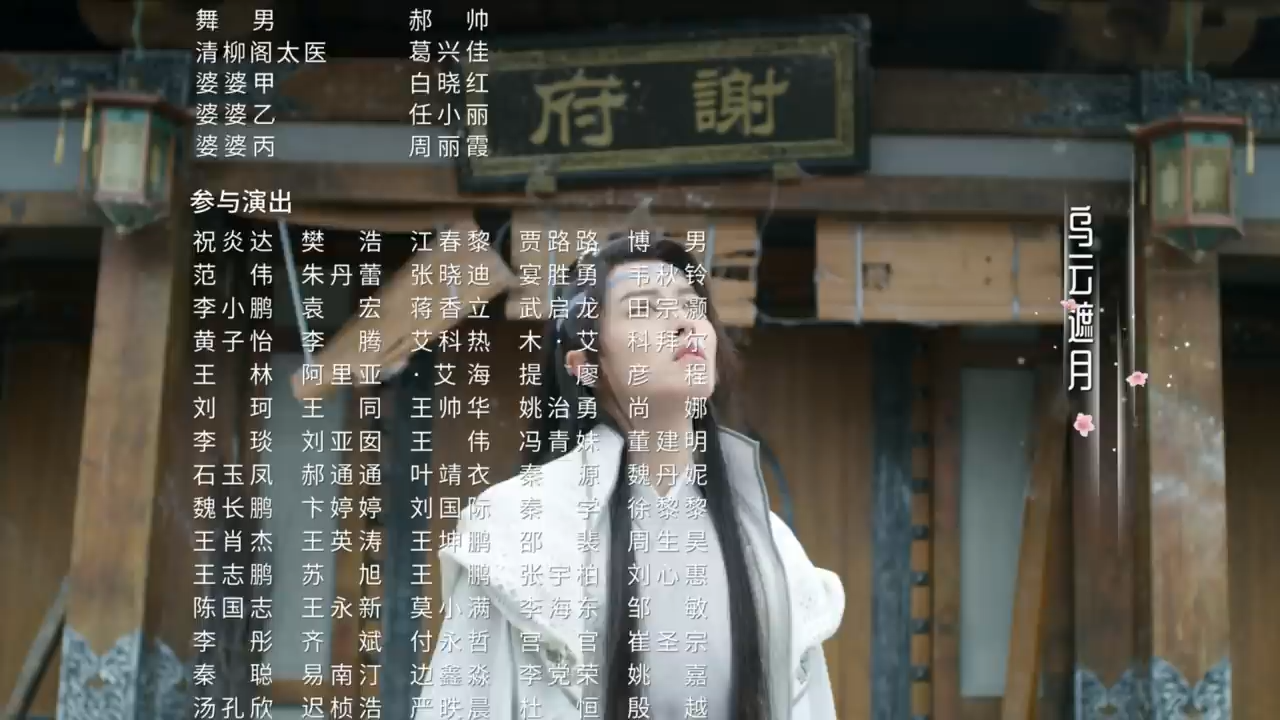 舞男 郝帅
清柳阁太医 葛兴佳
婆婆甲 白晓红
婆婆乙 任小丽
婆婆丙 周丽霞
府謝
参与演出
祝炎达 樊浩 江春黎 贾路路 博男
范伟 朱丹蕾 张晓迪 宴胜勇 韦秋铃
李小鹏 袁宏 蒋香立 武启龙 田宗灏
黄子怡 李腾 艾科热 木·艾 科拜尔
王林 阿里亚 ·艾海 提廖 彦程
刘珂 王同 王帅华 姚治勇 尚娜
李琰 刘亚囡 王伟 冯青妹 董建明
石玉凤 郝通通 叶靖衣 秦源 魏丹妮
魏长鹏 卞婷婷 刘国际 秦学 徐黎黎
王肖杰 王英涛 王坤鹏 邵裴 周生昊
王志鹏 苏旭 王鹏 张宇柏 刘心惠
陈国志 王永新 莫小满 李海东 邹敏
李彤 齐斌 付永哲 宫官 崔圣宗
秦聪 易南汀 边鑫淼 李党荣 姚嘉
汤孔欣 迟桢浩 严昳晨 杜恒 殷越
乌云遮月